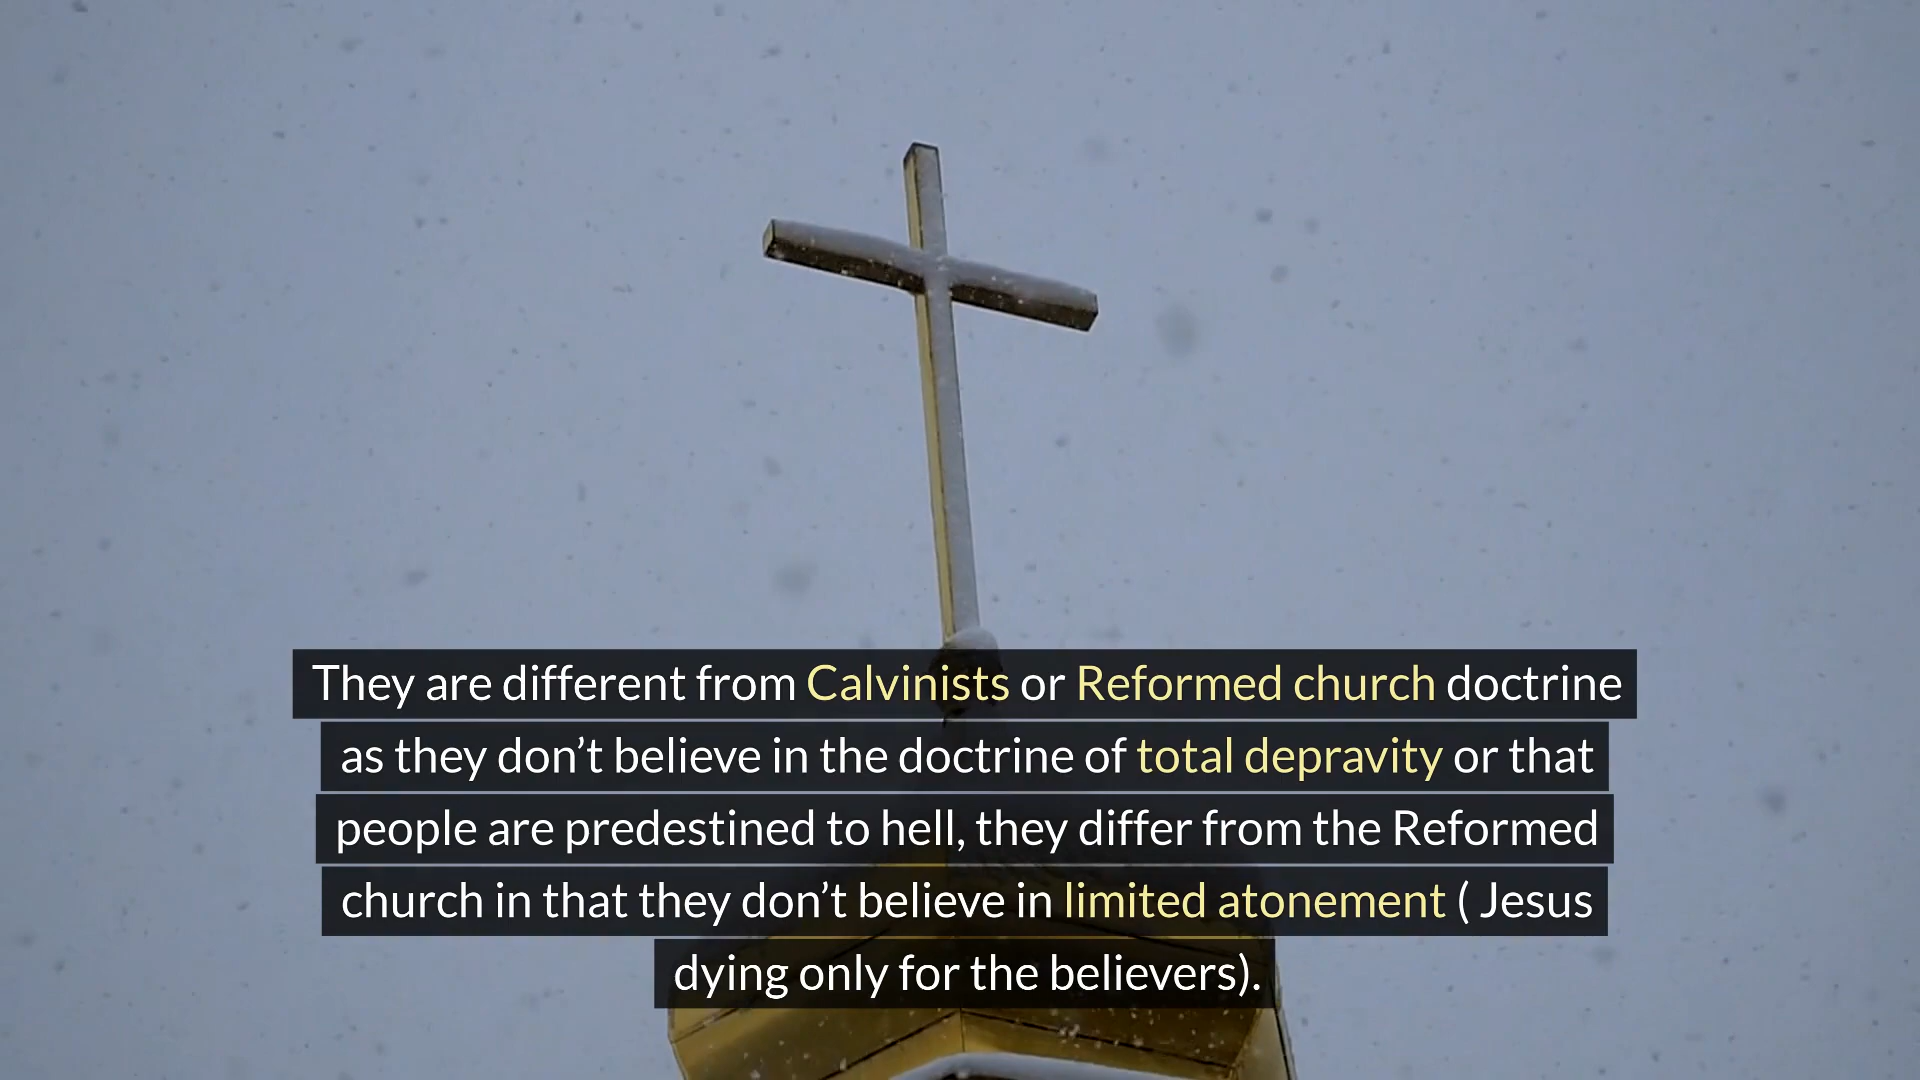 They are different from Calvinists or Reformed church doctrine
as they don’t believe in the doctrine of total depravity or that
people are predestined to hell, they differ from the Reformed
church in that they don’t believe in limited atonement ( Jesus
dying only for the believers).